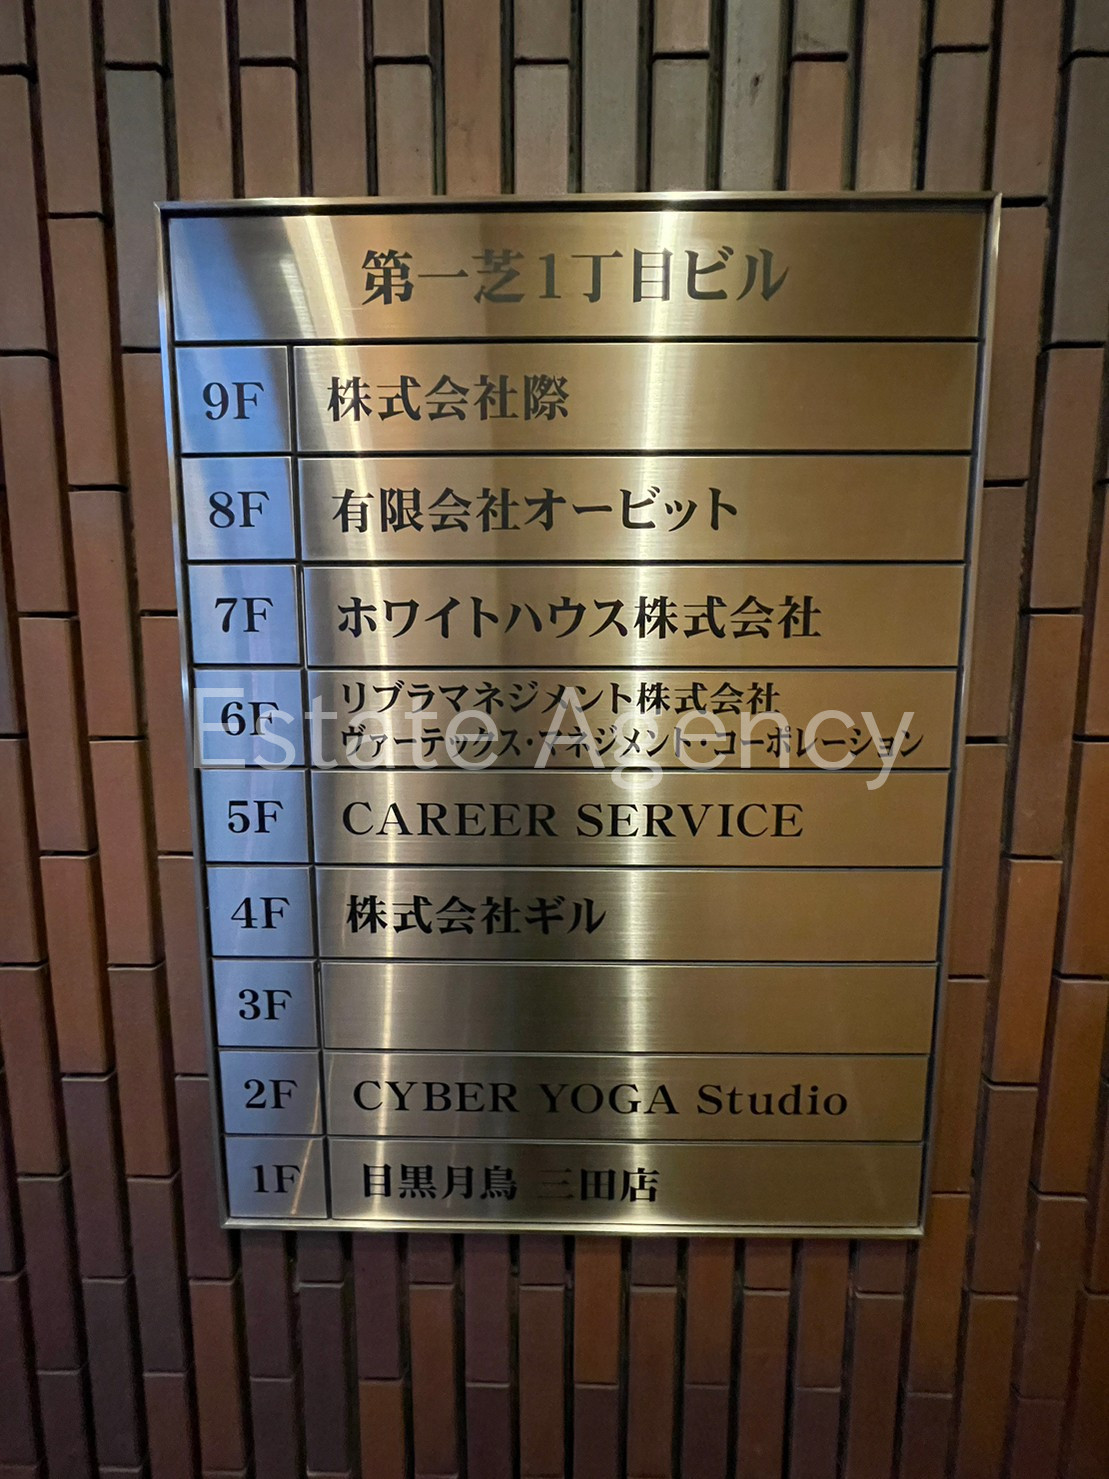 第一芝1丁目ビル
9F 株式会社際
8F 有限会社オービット
7F ホワイトハウス株式会社
6F リブラマネジメント株式会社
ヴァーテックス・マネジメント・コーポレーション
Estate Agency
5F CAREER SERVICE
4F 株式会社ギル
3F
2F CYBER YOGA Studio
1F 目黒月鳥 三田店